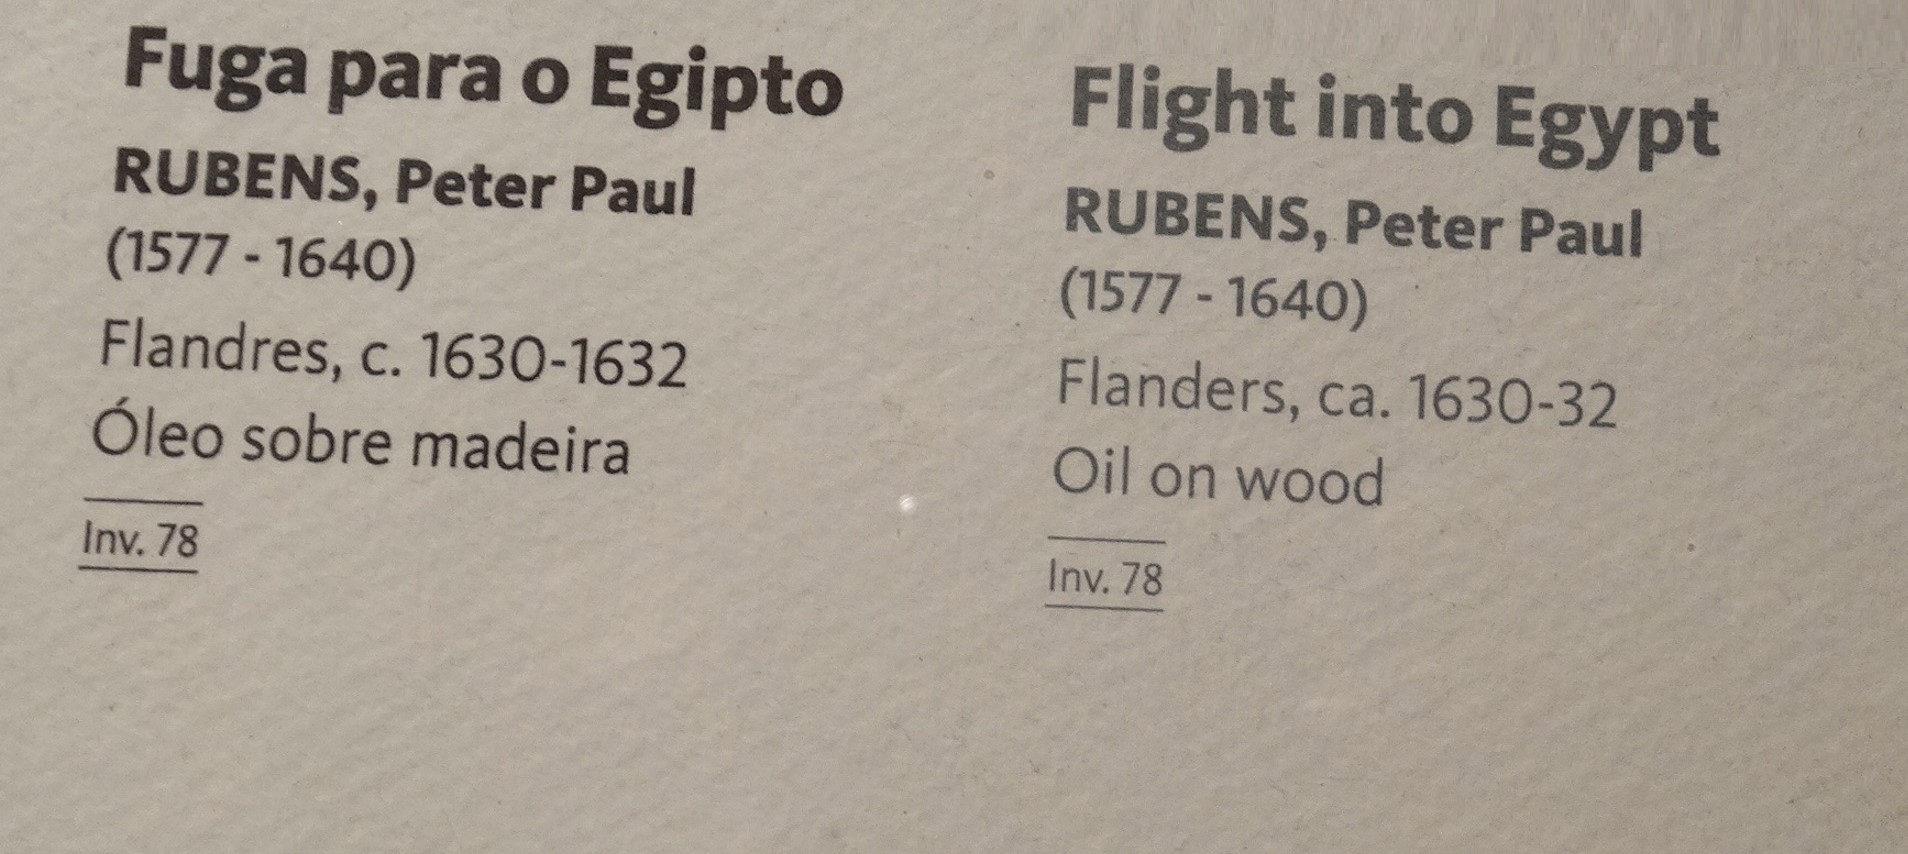 Fuga para o Egipto
RUBENS, Peter Paul
(1577 - 1640)
Flandres, c. 1630-1632
Óleo sobre madeira
Inv. 78
Flight into Egypt
RUBENS, Peter Paul
(1577 - 1640)
Flanders, ca. 1630-32
Oil on wood
Inv. 78